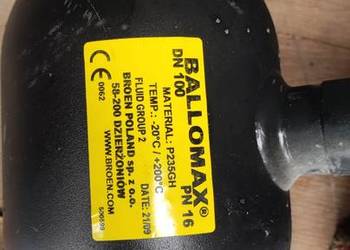 BALLOMAX®
DN 100 PN 16
MATERIAL: P235GH
TEMP.: -20°C / +200°C
FLUID GROUP 2 DATE: 21/09
BROEN POLAND sp. z o.o.
58-200 DZIERŻONIÓW
WWW.BROEN.COM
CE 0062